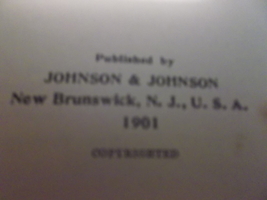 Published by
JOHNSON & JOHNSON
New Brunswick, N. J., U. S. A.
1901
COPYRIGHTED